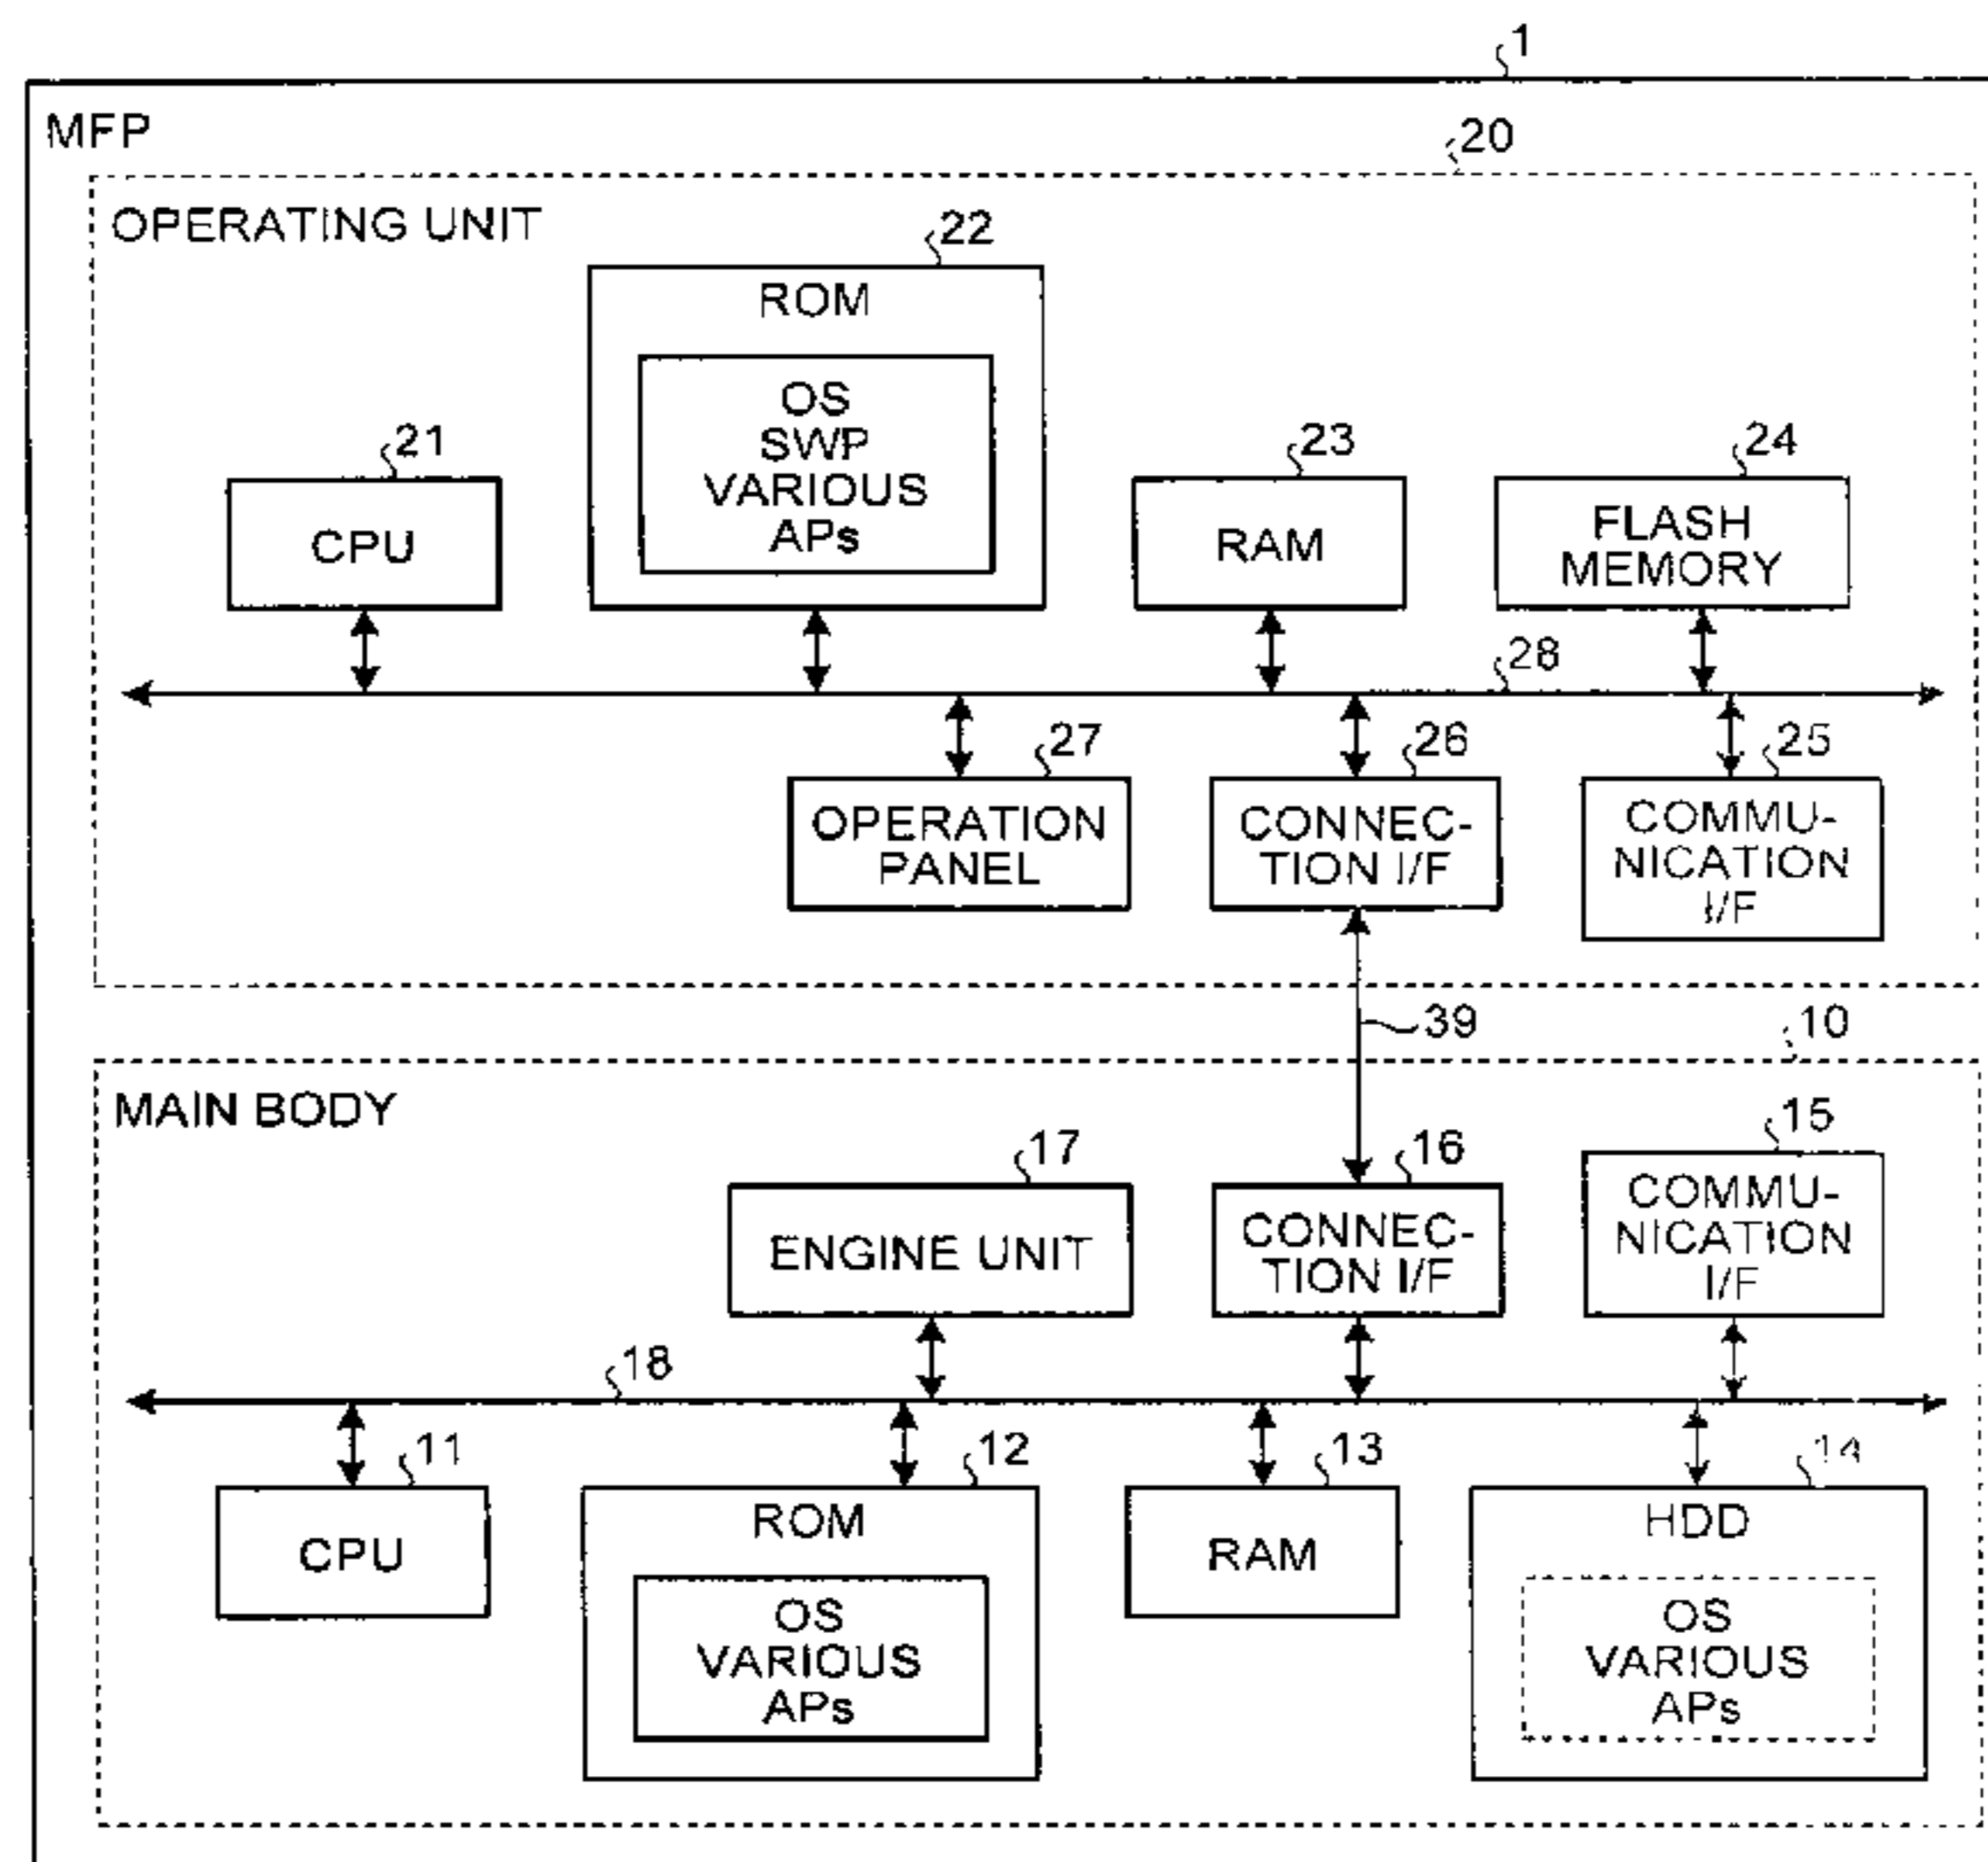 1
MFP
20
OPERATING UNIT
22
ROM
OS
SWP
VARIOUS
APs
21
CPU
23
RAM
24
FLASH
MEMORY
28
27
OPERATION
PANEL
26
CONNEC-
TION I/F
25
COMMU-
NICATION
I/F
39
10
MAIN BODY
17
ENGINE UNIT
16
CONNEC-
TION I/F
15
COMMU-
NICATION
I/F
18
11
CPU
12
ROM
OS
VARIOUS
APs
13
RAM
14
HDD
OS
VARIOUS
APs